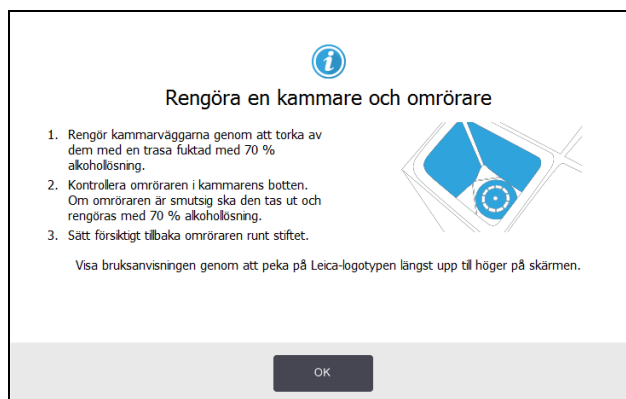 Rengöra en kammare och omrörare
1. Rengör kammarväggarna genom att torka av
dem med en trasa fuktad med 70 %
alkohollösning.
2. Kontrollera omröraren i kammarens botten.
Om omröraren är smutsig ska den tas ut och
rengöras med 70 % alkohollösning.
3. Sätt försiktigt tillbaka omröraren runt stiftet.
Visa bruksanvisningen genom att peka på Leica-logotypen längst upp till höger på skärmen.
OK